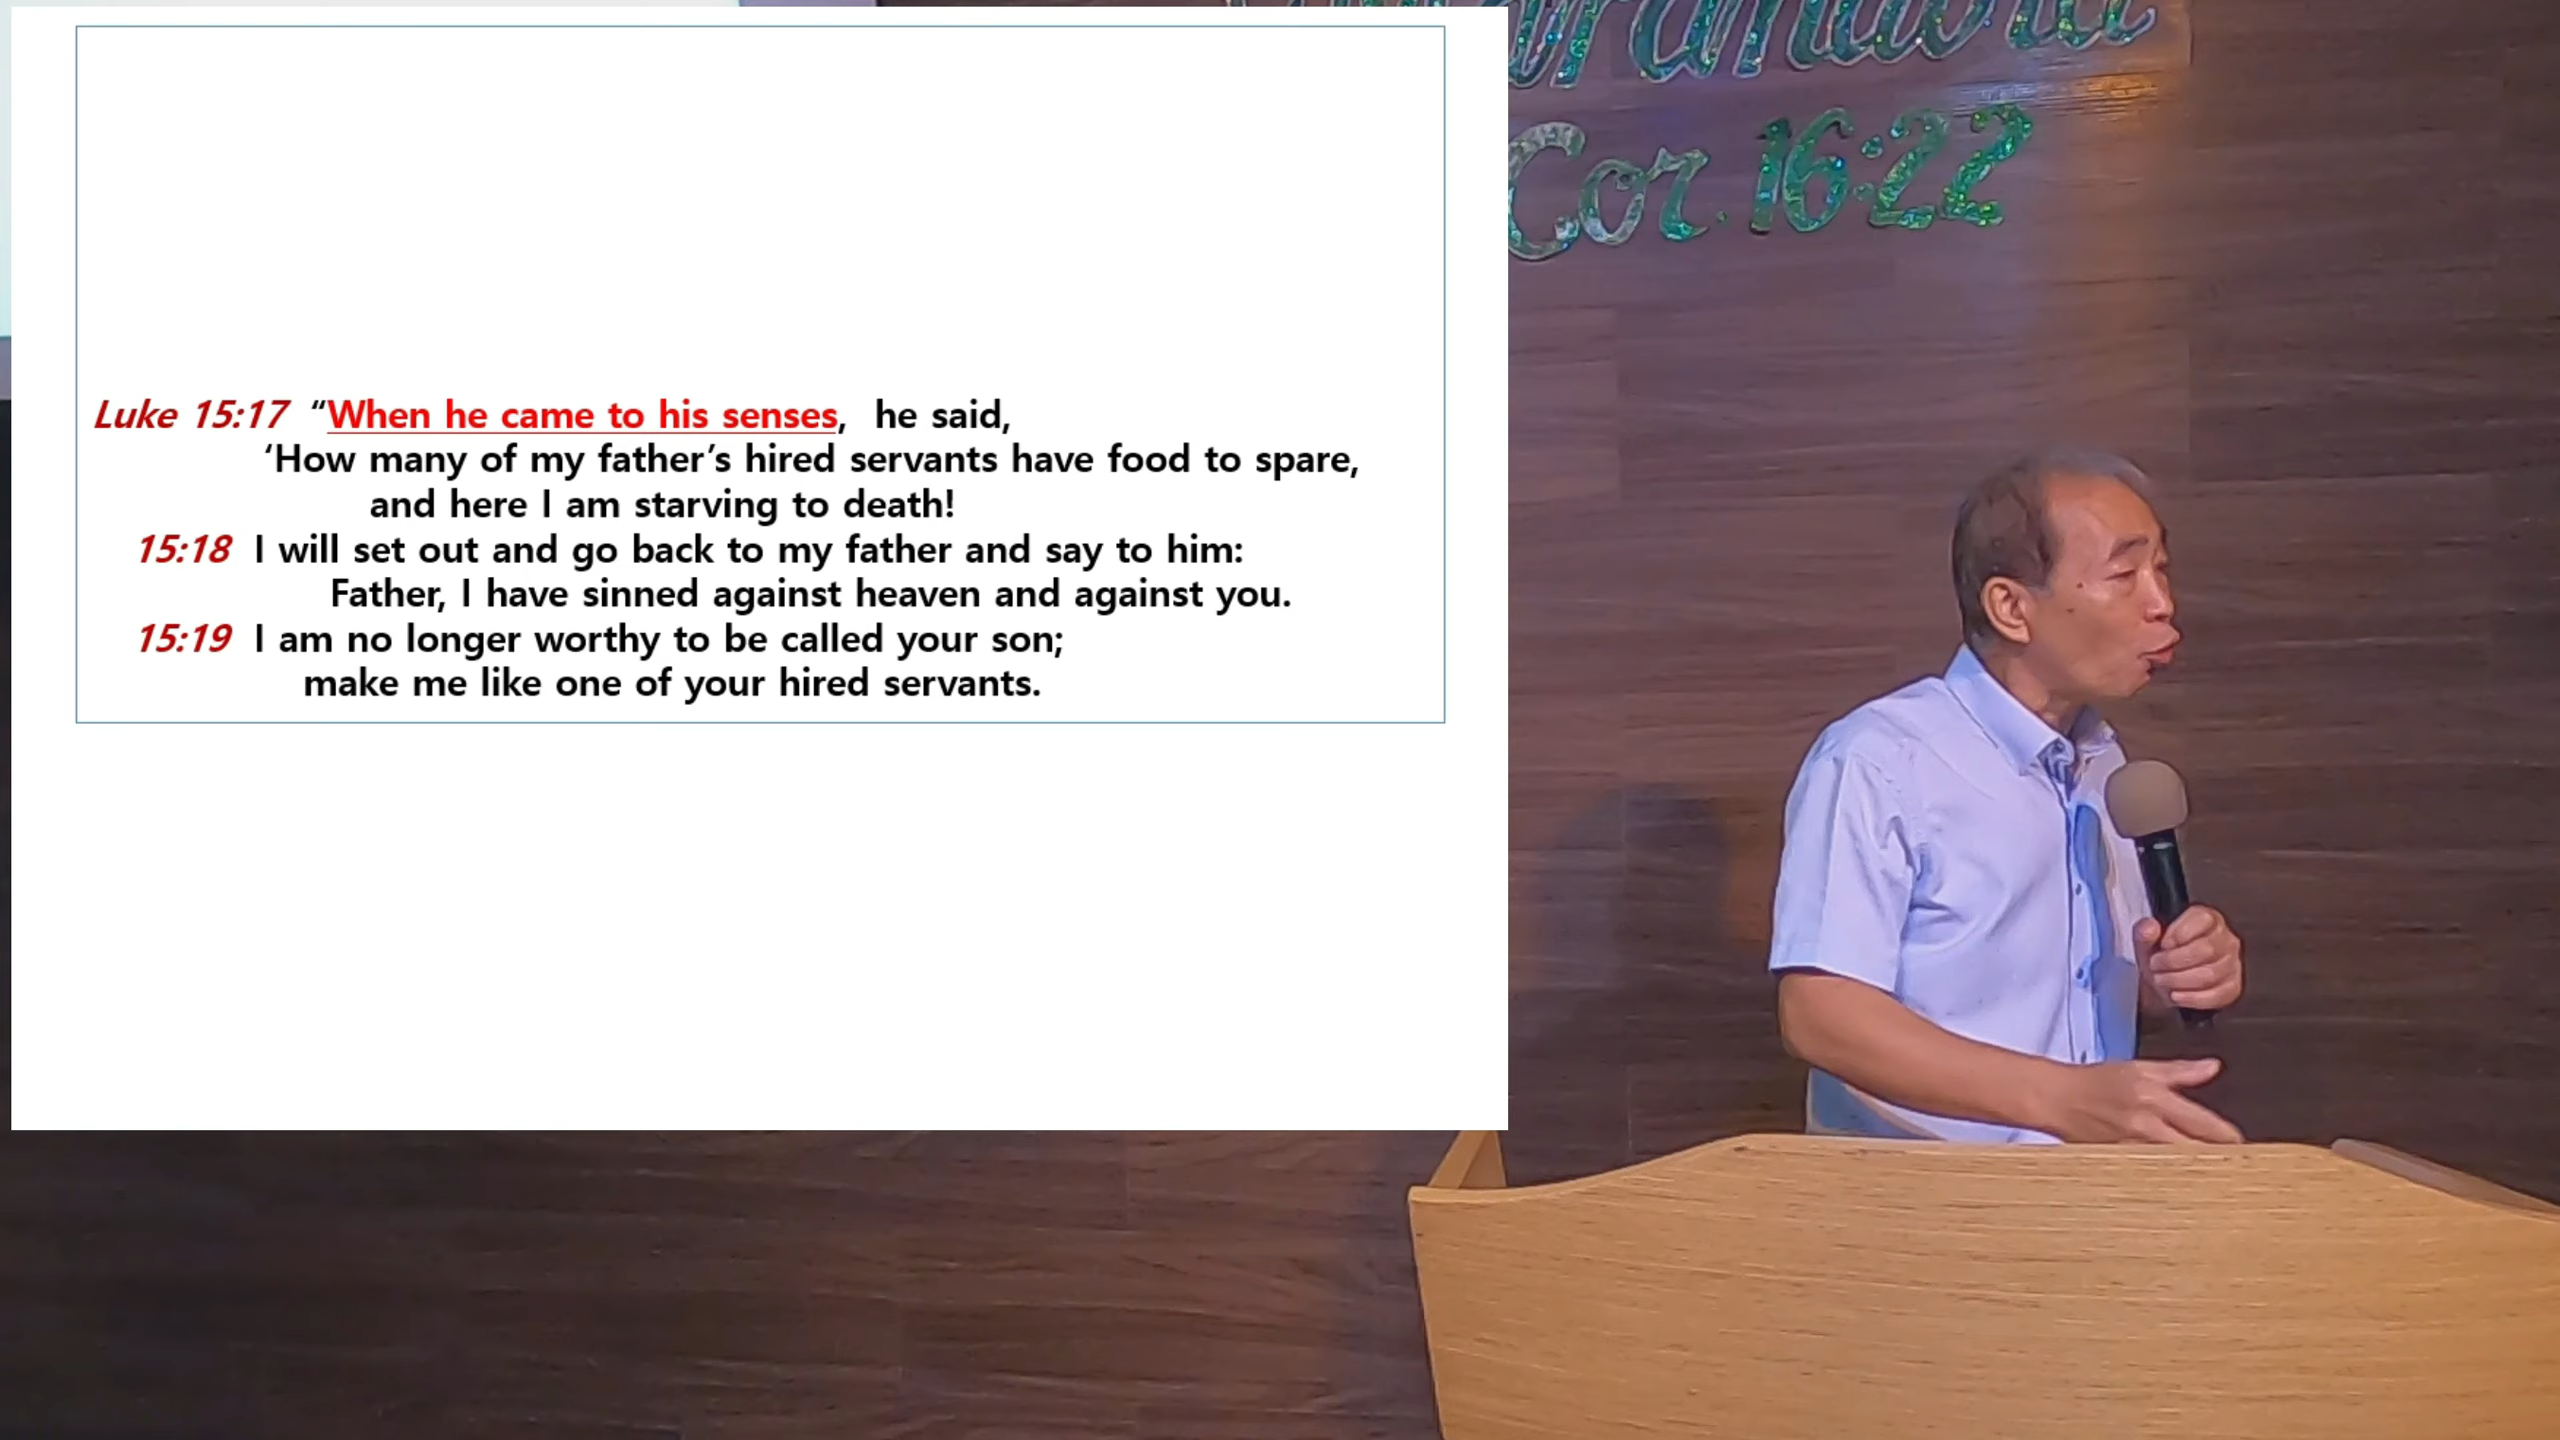 Luke 15:17 “When he came to his senses, he said,
‘How many of my father’s hired servants have food to spare,
and here I am starving to death!
15:18 I will set out and go back to my father and say to him:
Father, I have sinned against heaven and against you.
15:19 I am no longer worthy to be called your son;
make me like one of your hired servants.
Cor. 16:22